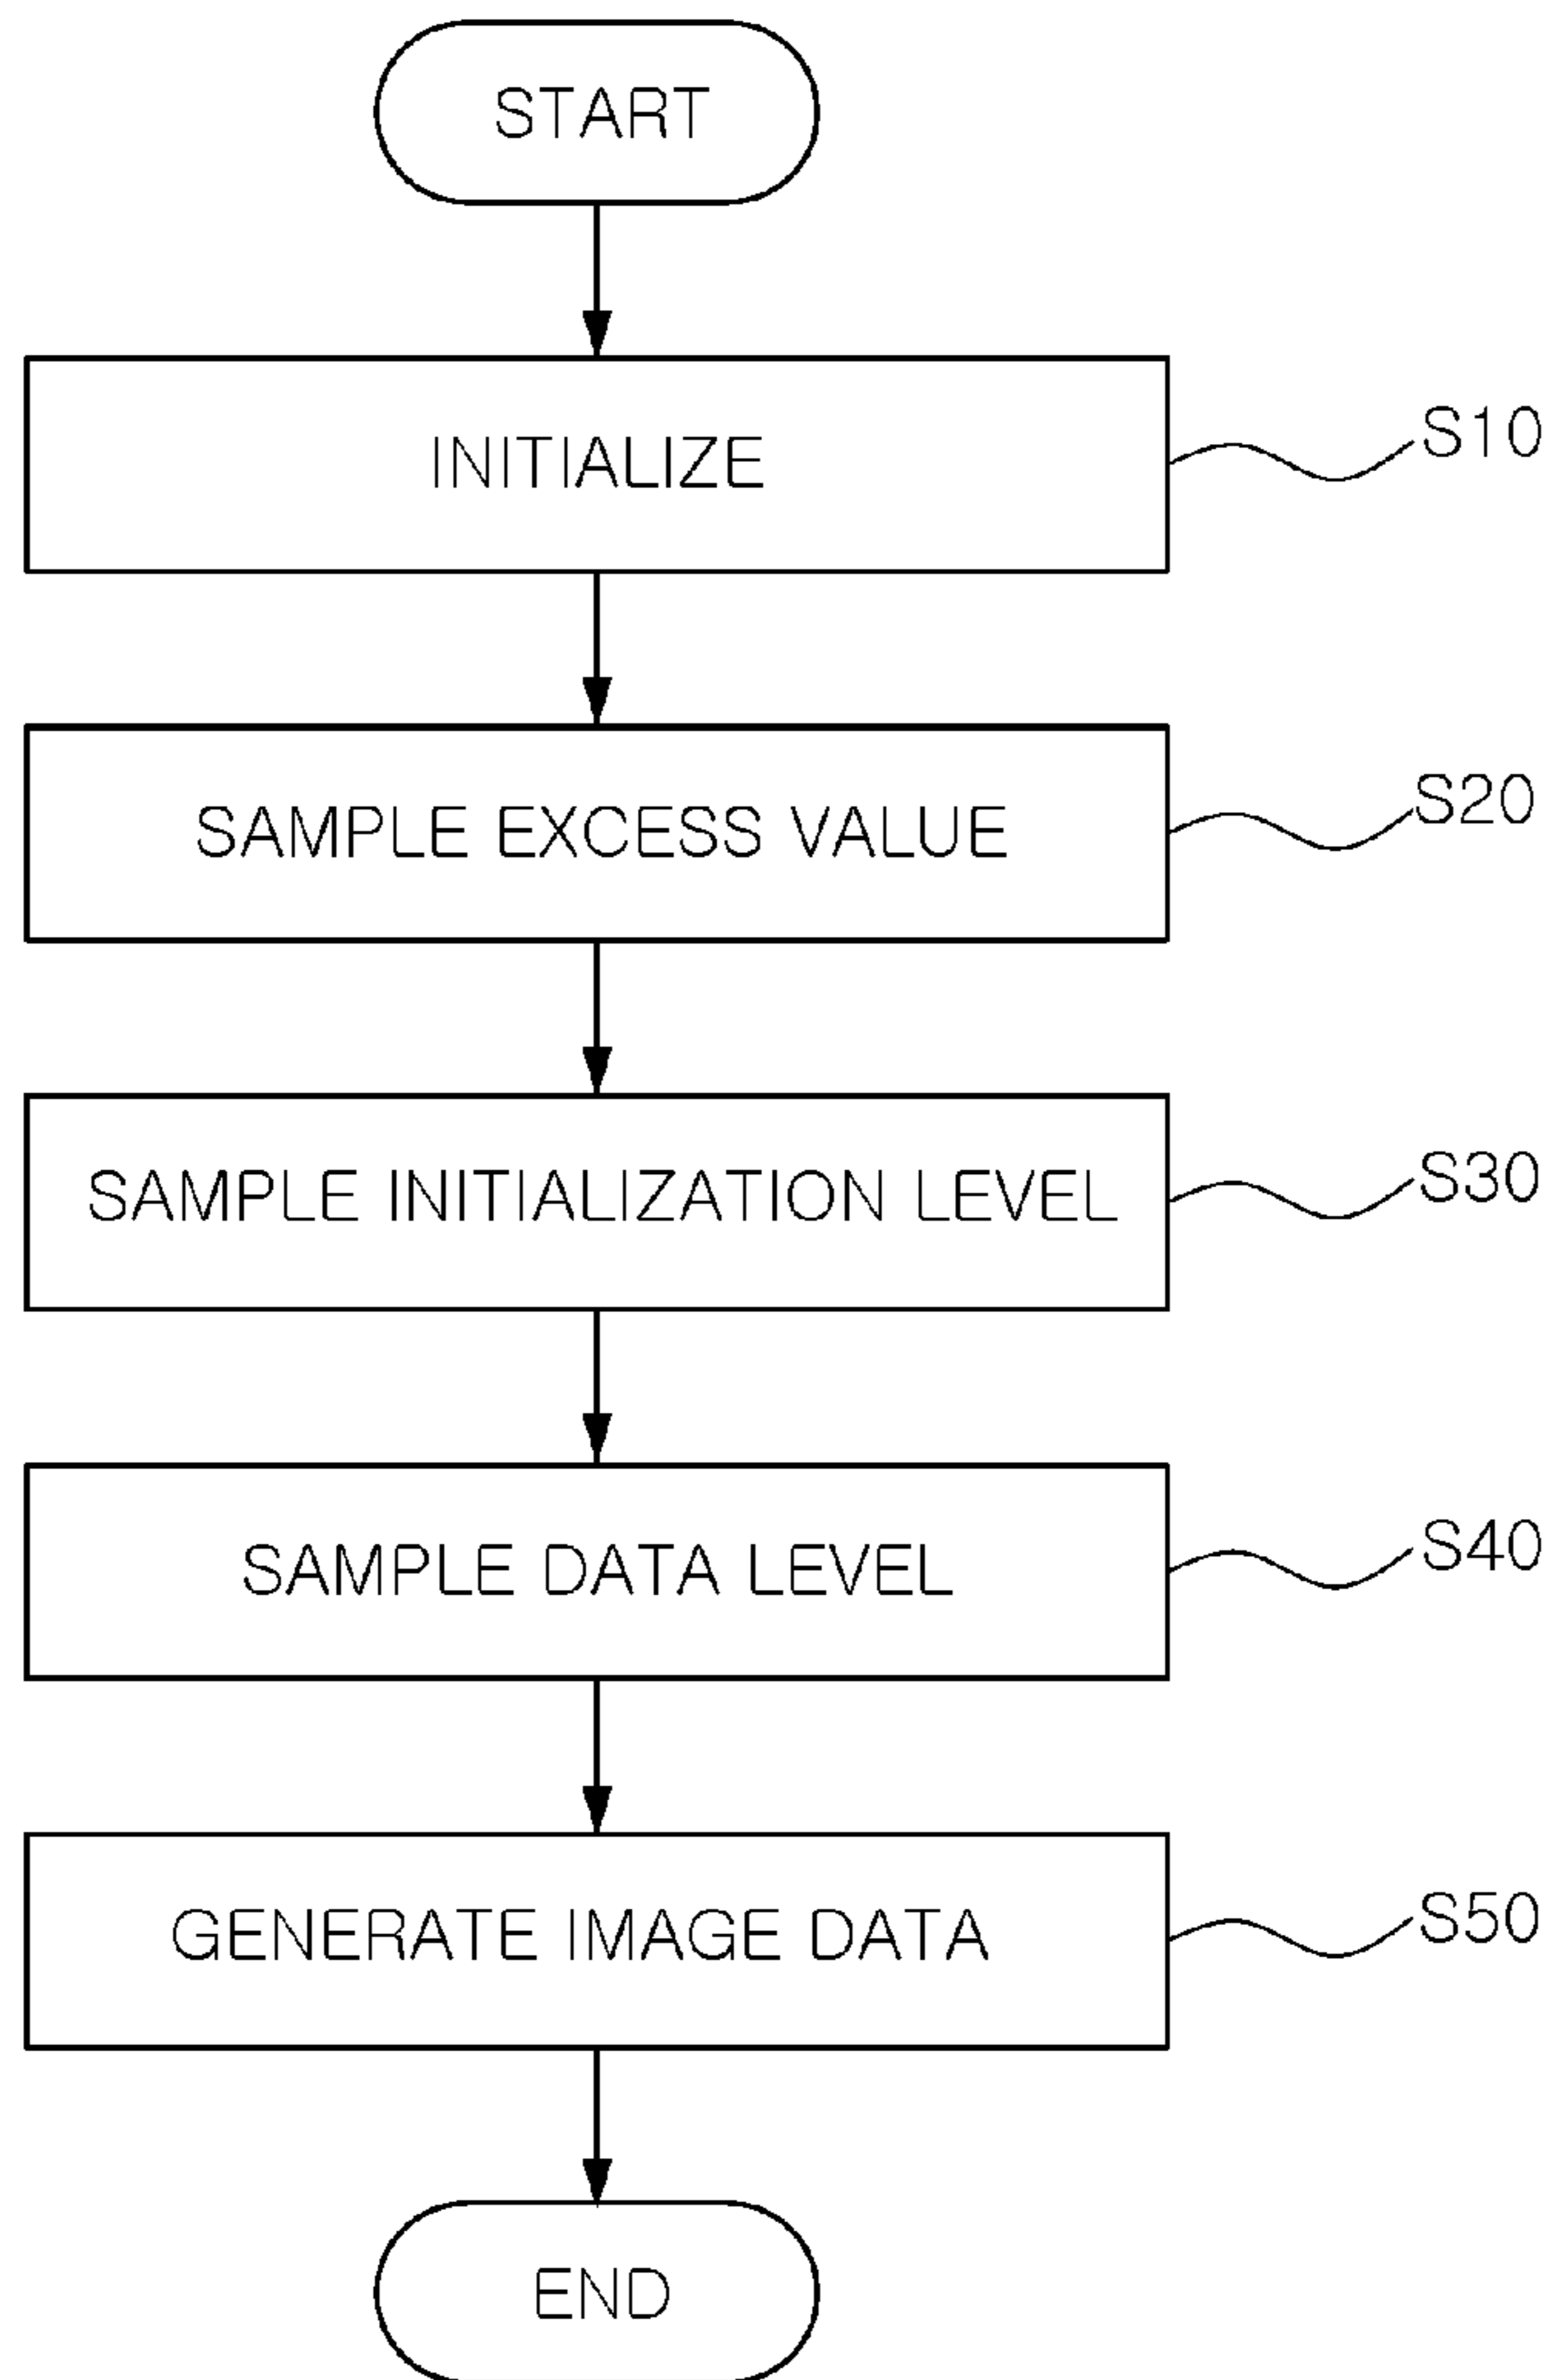 START
INITIALIZE
S10
SAMPLE EXCESS VALUE
S20
SAMPLE INITIALIZATION LEVEL
S30
SAMPLE DATA LEVEL
S40
GENERATE IMAGE DATA
S50
END